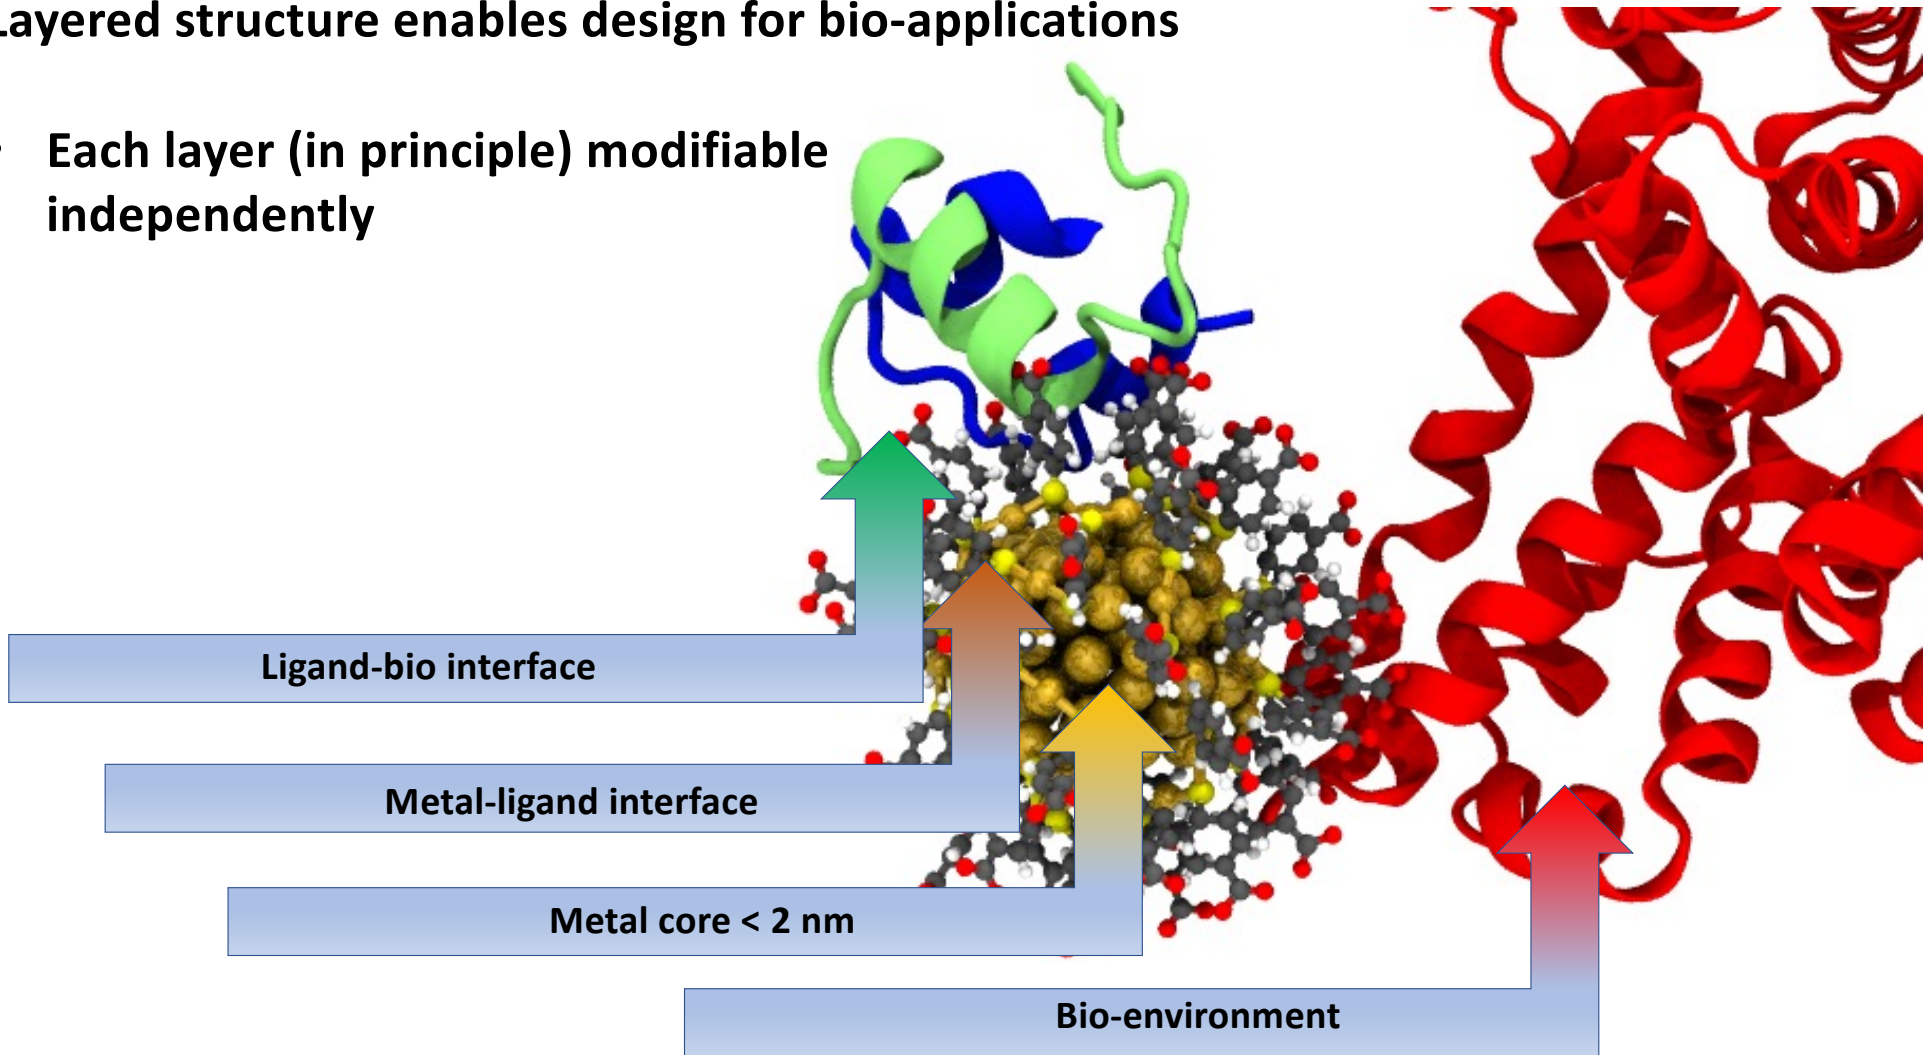 Layered structure enables design for bio-applications
• Each layer (in principle) modifiable
independently
Ligand-bio interface
Metal-ligand interface
Metal core < 2 nm
Bio-environment